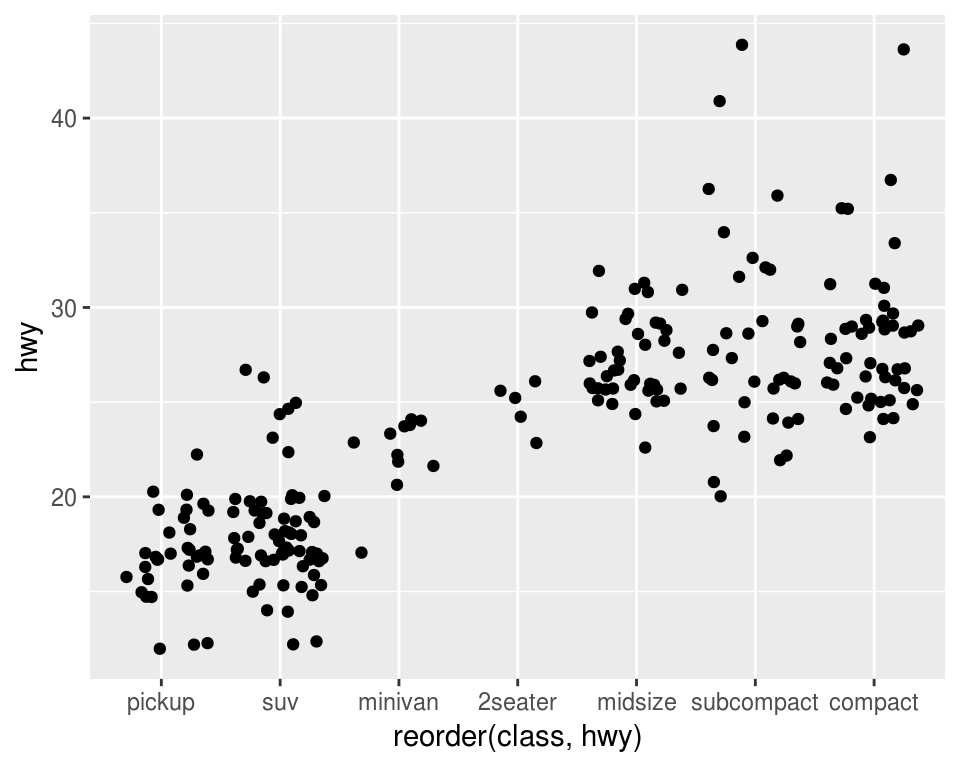 hwy
40
30
20
pickup suv minivan 2seater midsize subcompact compact
reorder(class, hwy)